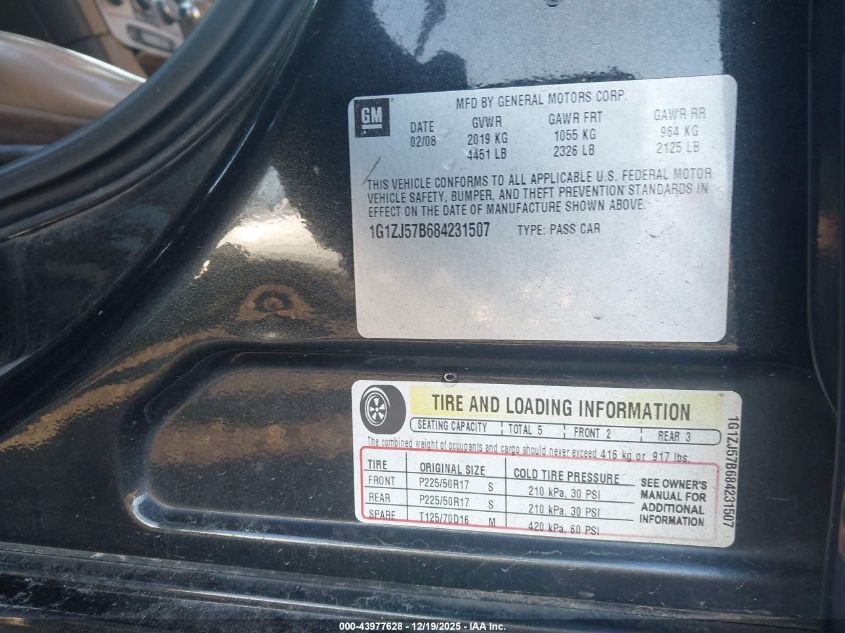 GM
MFD BY GENERAL MOTORS CORP.
DATE GVWR GAWR FRT GAWR RR
02/08 2019 KG 1055 KG 964 KG
4451 LB 2326 LB 2125 LB
THIS VEHICLE CONFORMS TO ALL APPLICABLE U.S. FEDERAL MOTOR
VEHICLE SAFETY, BUMPER, AND THEFT PREVENTION STANDARDS IN
EFFECT ON THE DATE OF MANUFACTURE SHOWN ABOVE.
1G1ZJ57B684231507 TYPE: PASS CAR
TIRE AND LOADING INFORMATION
SEATING CAPACITY TOTAL 5 FRONT 2 REAR 3
The combined weight of occupants and cargo should never exceed 416 kg or 917 lbs.
TIRE ORIGINAL SIZE COLD TIRE PRESSURE
FRONT P225/50R17 S 210 kPa, 30 PSI
REAR P225/50R17 S 210 kPa, 30 PSI
SPARE T125/70D16 M 420 kPa, 60 PSI
SEE OWNER'S
MANUAL FOR
ADDITIONAL
INFORMATION
1G1ZJ57B684231507
000-43977628 - 12/19/2025 - IAA Inc.